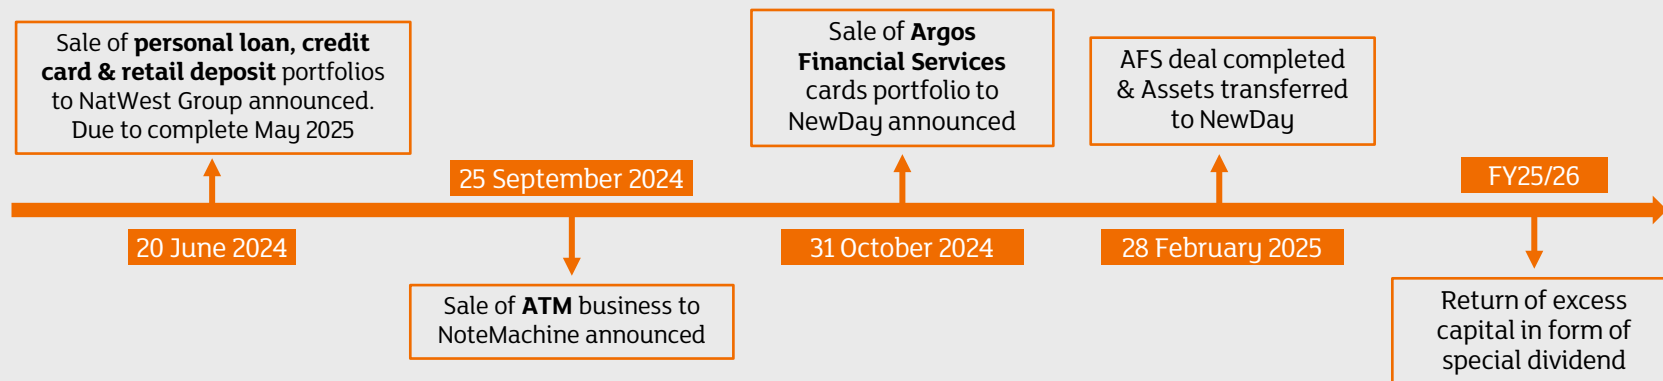 Sale of personal loan, credit
card & retail deposit portfolios
to NatWest Group announced.
Due to complete May 2025
20 June 2024
25 September 2024
Sale of ATM business to
NoteMachine announced
Sale of Argos
Financial Services
cards portfolio to
NewDay announced
31 October 2024
AFS deal completed
& Assets transferred
to NewDay
28 February 2025
FY25/26
Return of excess
capital in form of
special dividend